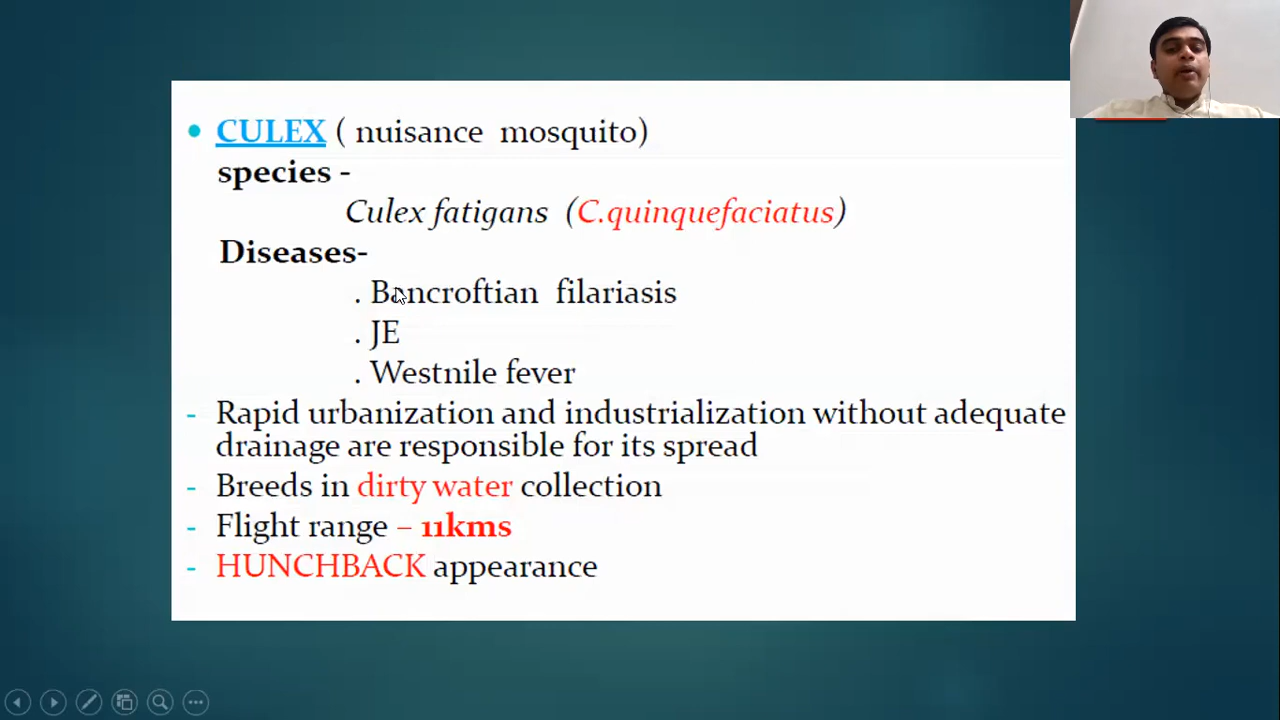 • CULEX ( nuisance mosquito)
species -
Culex fatigans (C.quinquefaciatus)
Diseases-
. Bancroftian filariasis
. JE
. Westnile fever
- Rapid urbanization and industrialization without adequate
drainage are responsible for its spread
- Breeds in dirty water collection
- Flight range – 11kms
- HUNCHBACK appearance